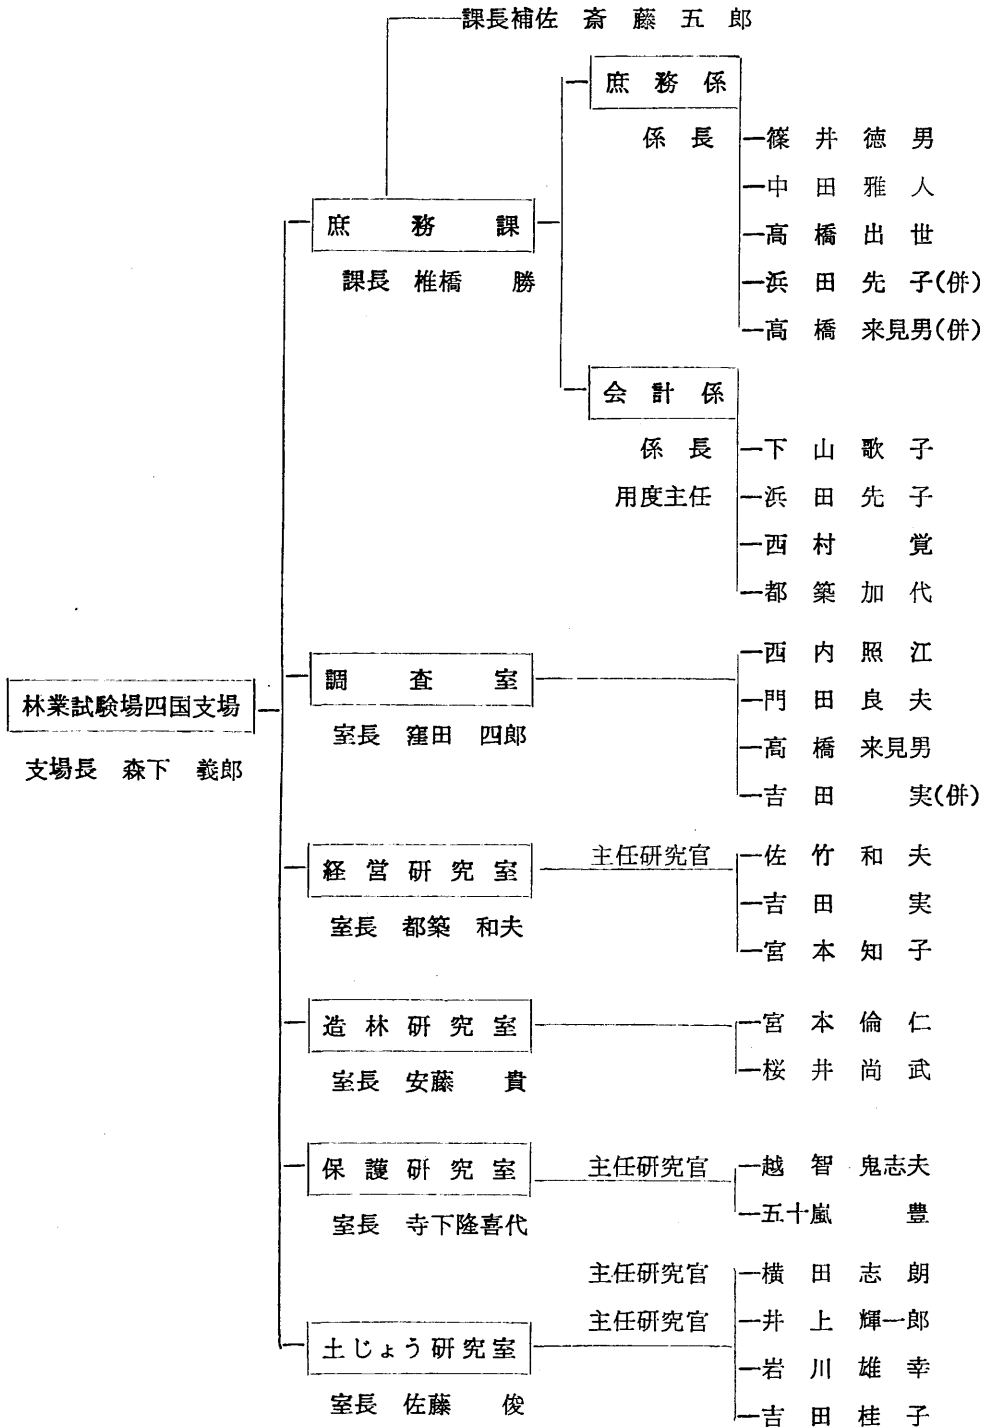 課長補佐 斎藤五郎
庶務係
係長 篠井徳男
中田雅人
庶務課
高橋出世
課長 椎橋 勝
浜田先子(併)
高橋来見男(併)
会計係
係長 下山歌子
用度主任 浜田先子
西村 覚
都築加代
西内照江
調査室
門田良夫
林業試験場四国支場
室長 窪田 四郎
高橋来見男
支場長 森下 義郎
吉田 実(併)
経営研究室
主任研究官 佐竹和夫
吉田 実
室長 都築 和夫
宮本知子
造林研究室
宮本倫仁
室長 安藤 貴
桜井尚武
保護研究室
主任研究官 越智鬼志夫
室長 寺下隆喜代
五十嵐 豊
主任研究官 横田志朗
主任研究官 井上輝一郎
土じょう研究室
岩川雄幸
室長 佐藤 俊
吉田桂子